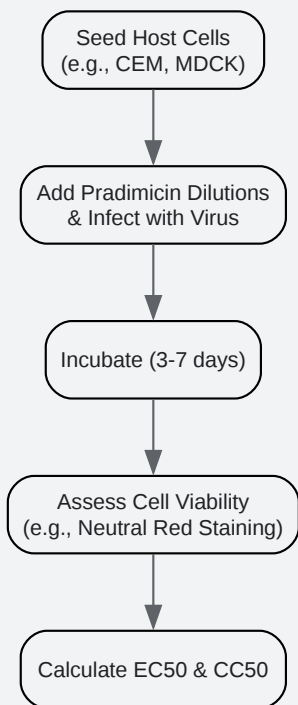 Seed Host Cells
(e.g., CEM, MDCK)
Add Pradimicin Dilutions
& Infect with Virus
Incubate (3-7 days)
Assess Cell Viability
(e.g., Neutral Red Staining)
Calculate EC50 & CC50